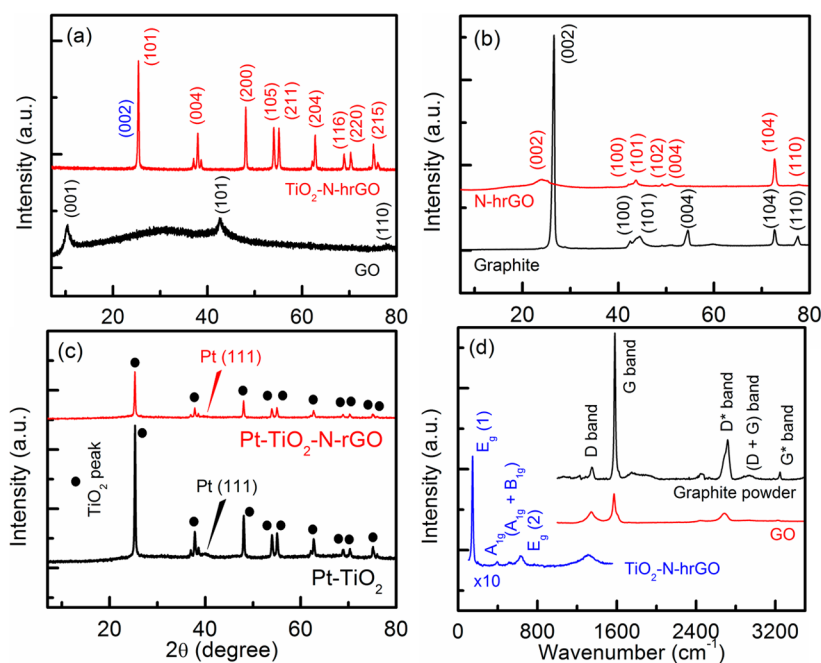 (a)
Intensity (a.u.)
(002)
(101)
(004)
(200)
(105)
(211)
(204)
(116)
(220)
(215)
TiO2-N-hrGO
(001)
(101)
(110)
GO
20 40 60 80
(b)
Intensity (a.u.)
(002)
(002)
(100)
(101)
(102)
(004)
(104)
(110)
N-hrGO
(100)
(101)
(004)
(104)
(110)
Graphite
20 40 60 80
(c)
Intensity (a.u.)
Pt (111)
Pt-TiO2-N-rGO
TiO2 peak
Pt (111)
Pt-TiO2
20 40 60 80
2θ (degree)
(d)
Intensity (a.u.)
D band
G band
D* band
(D + G) band
G* band
Graphite powder
GO
Eg (1)
A1g
(A1g + B1g)
Eg (2)
x10
TiO2-N-hrGO
0 800 1600 2400 3200
Wavenumber (cm-1)